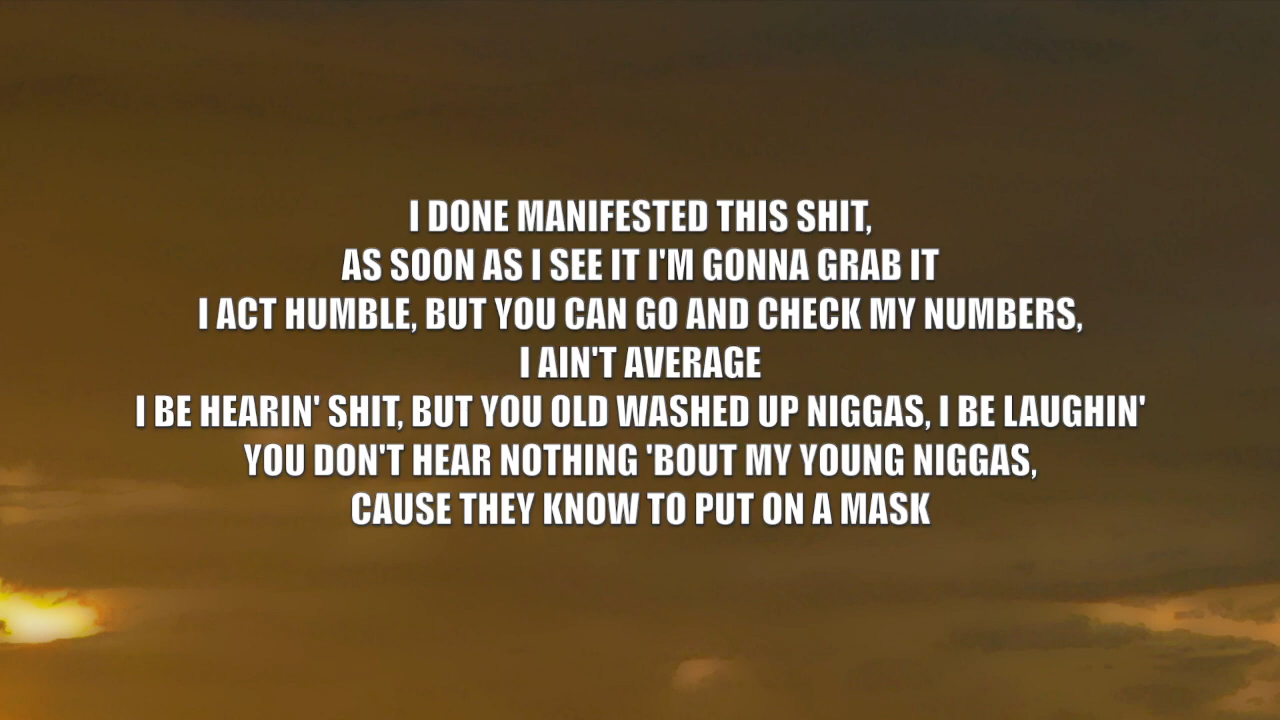 I DONE MANIFESTED THIS SHIT,
AS SOON AS I SEE IT I'M GONNA GRAB IT
I ACT HUMBLE, BUT YOU CAN GO AND CHECK MY NUMBERS,
I AIN'T AVERAGE
I BE HEARIN' SHIT, BUT YOU OLD WASHED UP NIGGAS, I BE LAUGHIN'
YOU DON'T HEAR NOTHING 'BOUT MY YOUNG NIGGAS,
CAUSE THEY KNOW TO PUT ON A MASK